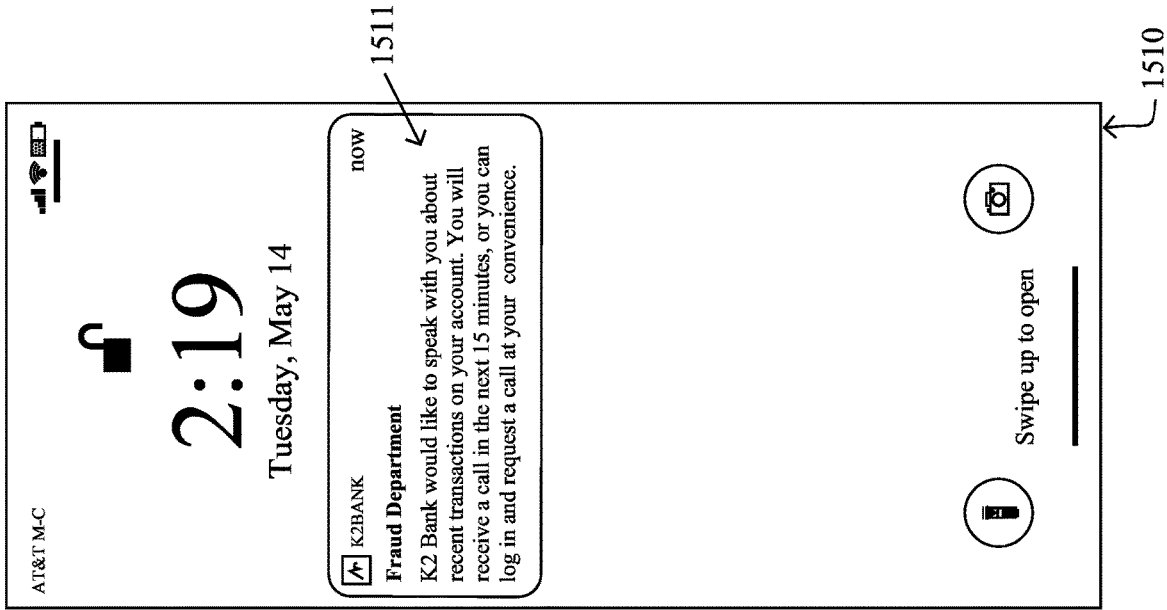 AT&T M-C
2:19
Tuesday, May 14
K2BANK
now
Fraud Department
K2 Bank would like to speak with you about
recent transactions on your account. You will
receive a call in the next 15 minutes, or you can
log in and request a call at your convenience.
Swipe up to open
1511
1510